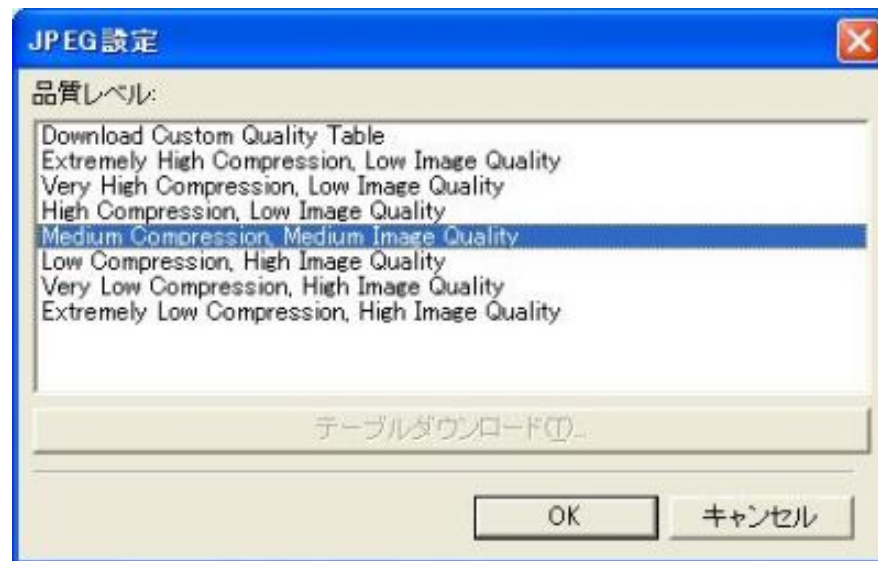 JPEG設定
品質レベル:
Download Custom Quality Table
Extremely High Compression, Low Image Quality
Very High Compression, Low Image Quality
High Compression, Low Image Quality
Medium Compression, Medium Image Quality
Low Compression, High Image Quality
Very Low Compression, High Image Quality
Extremely Low Compression, High Image Quality
テーブルダウンロード(T)...
OK
キャンセル